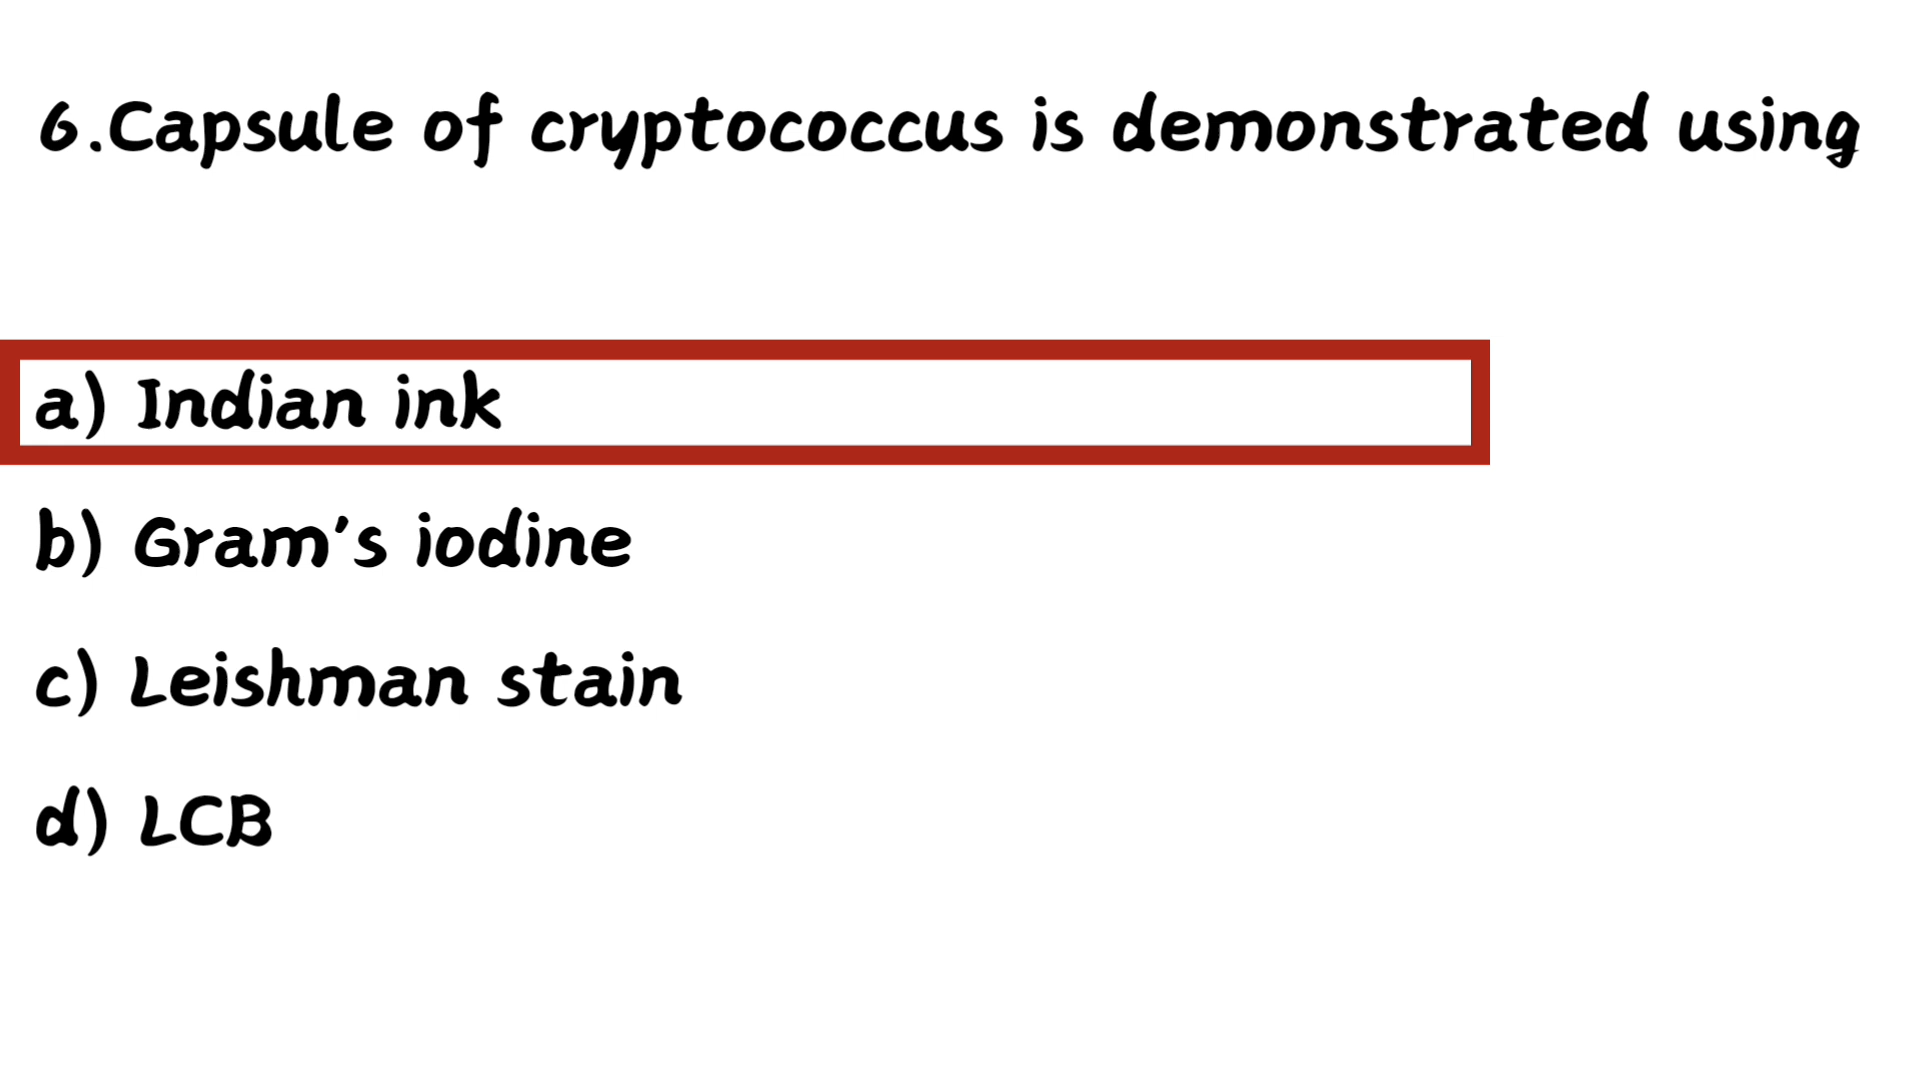 6.Capsule of cryptococcus is demonstrated using
a) Indian ink
b) Gram's iodine
c) Leishman stain
d) LCB